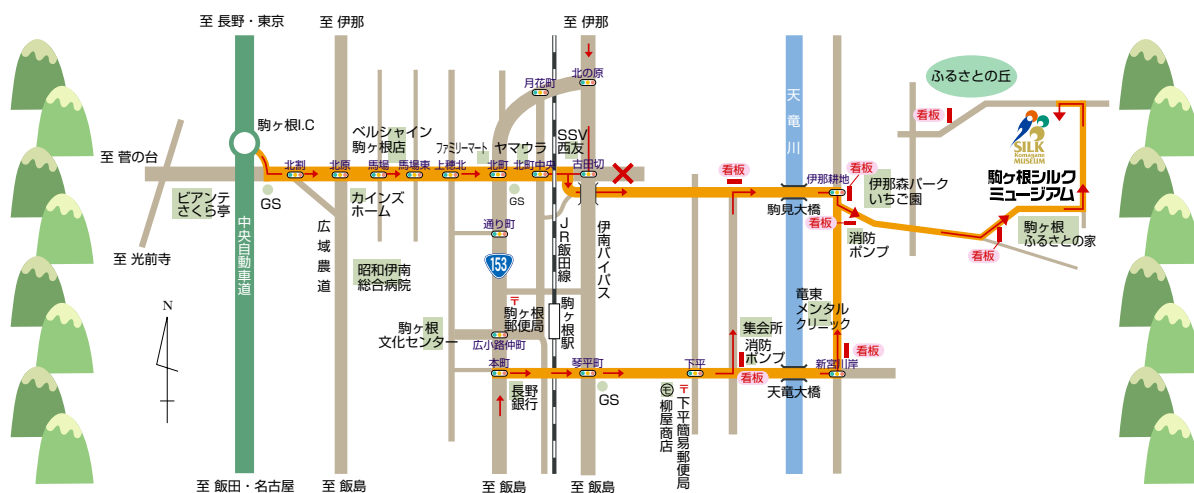 至 長野・東京
至 伊那
至 伊那
月花町
北の原
天竜川
ふるさとの丘
看板
SILK
Komagane
MUSEUM
駒ヶ根シルク
ミュージアム
駒ヶ根I.C
ベルシャイン
駒ヶ根店
ファミリーマート
ヤマウラ
SSV
西友
至 菅の台
北割
北原
馬場
馬場東
上穂北
北町
北町中央
古田切
看板
看板
伊那耕地
伊那森パーク
いちご園
ビアンテ
さくら亭
GS
カインズ
ホーム
GS
駒見大橋
看板
消防
ポンプ
駒ヶ根
ふるさとの家
看板
中央自動車道
広域農道
通り町
153
JR飯田線
伊南バイパス
至 光前寺
昭和伊南
総合病院
竜東
メンタル
クリニック
N
〒
駒ヶ根
郵便局
駒ヶ根駅
駒ヶ根
文化センター
広小路仲町
集会所
消防
ポンプ
看板
本町
琴平町
下平
看板
新宮川岸
長野
銀行
GS
モ
柳屋商店
〒
下平簡易郵便局
天竜大橋
至 飯田・名古屋
至 飯島
至 飯島
至 飯島